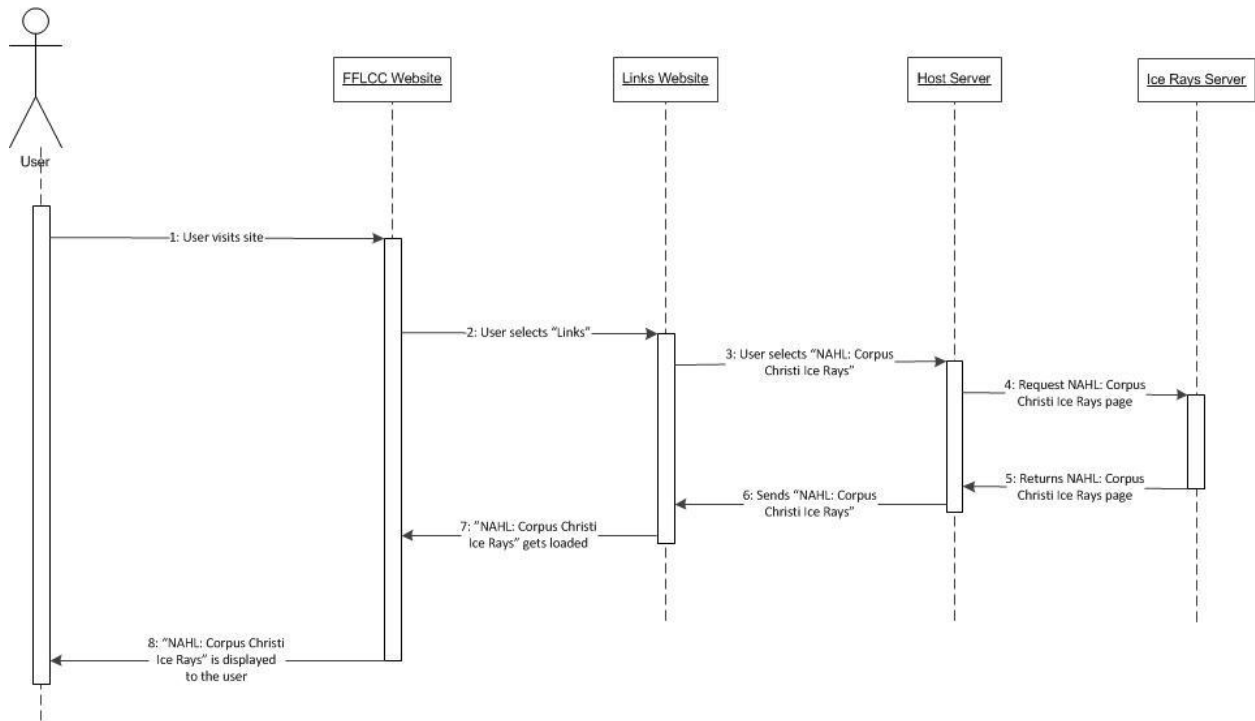 FFLCC Website
Links Website
Host Server
Ice Rays Server
User
1: User visits site
2: User selects “Links”
3: User selects “NAHL: Corpus
Christi Ice Rays”
4: Request NAHL: Corpus
Christi Ice Rays page
5: Returns NAHL: Corpus
Christi Ice Rays page
6: Sends “NAHL: Corpus
Christi Ice Rays”
7: ”NAHL: Corpus Christi
Ice Rays” gets loaded
8: “NAHL: Corpus Christi
Ice Rays” is displayed
to the user